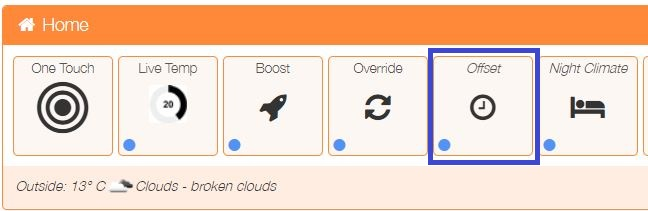 Home
One Touch
Live Temp
Boost
Override
Offset
Night Climate
20
Outside: 13° C Clouds - broken clouds